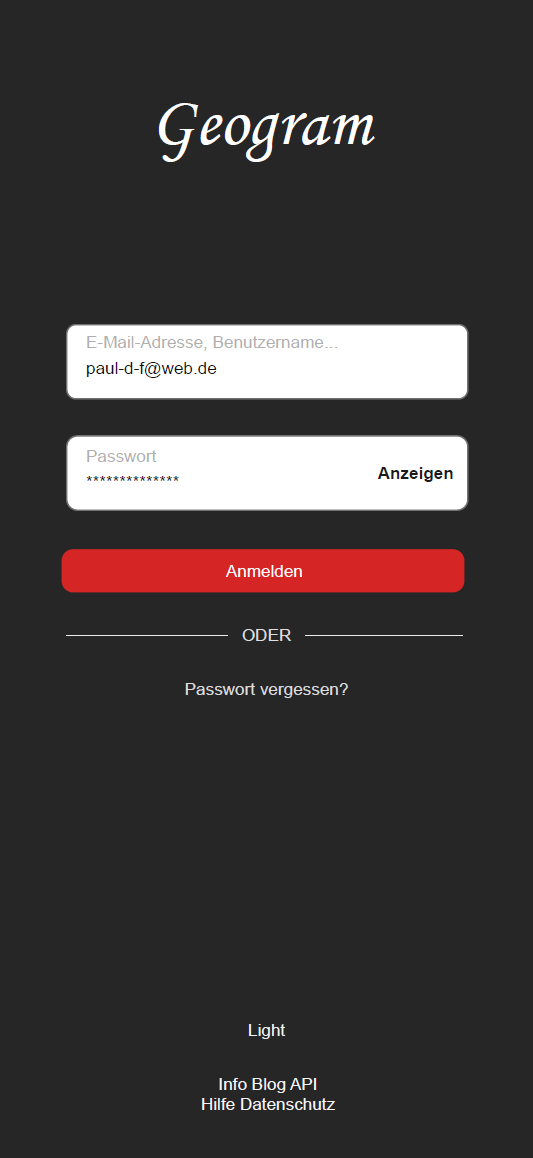 Geogram
E-Mail-Adresse, Benutzername...
paul-d-f@web.de
Passwort
**************
Anzeigen
Anmelden
ODER
Passwort vergessen?
Light
Info Blog API
Hilfe Datenschutz